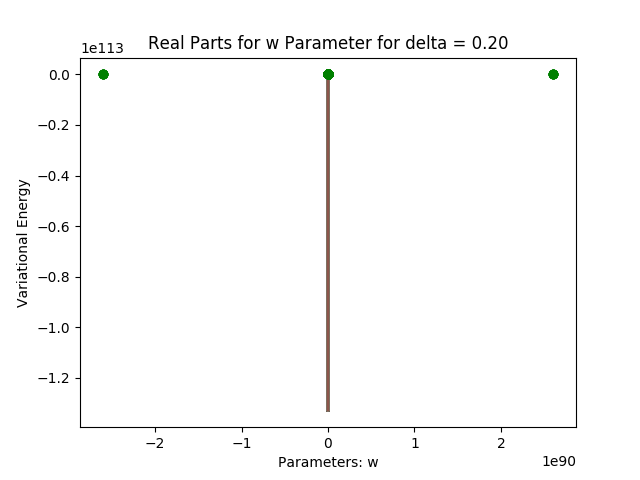 Real Parts for w Parameter for delta = 0.20
1e113
0.0
−0.2
−0.4
−0.6
−0.8
−1.0
−1.2
Variational Energy
−2
−1
0
1
2
1e90
Parameters: w